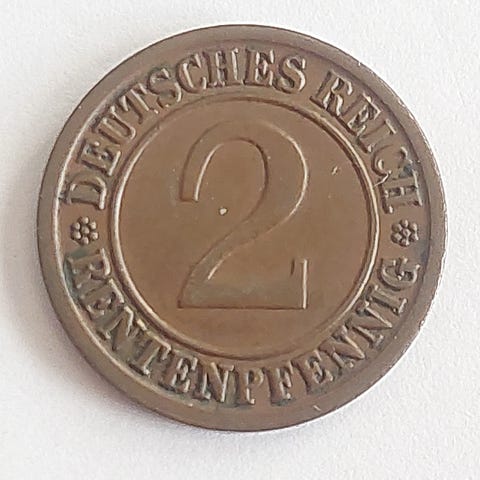 DEUTSCHES REICH
2
RENTENPFENNIG